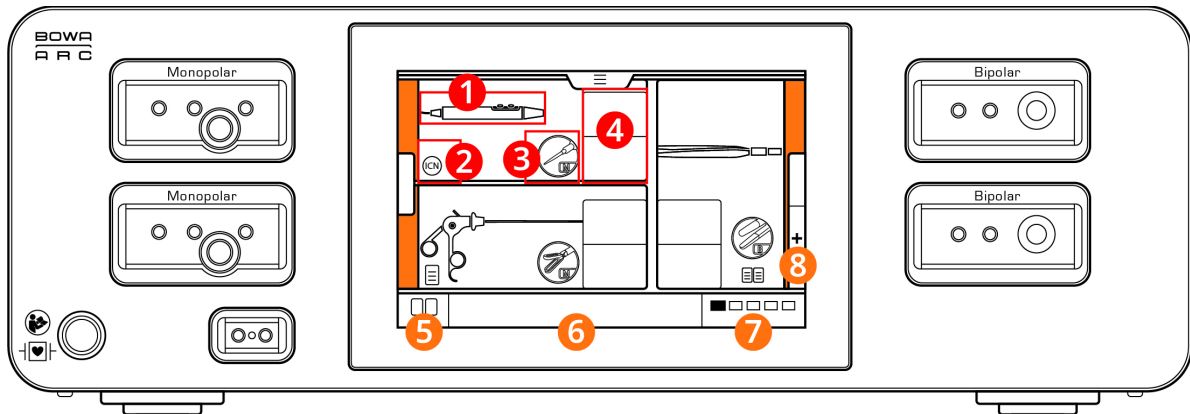 BOWA
ARC
Monopolar
Bipolar
Monopolar
Bipolar
1
2
3
4
ICN
N
N
B
+
5
6
7
8